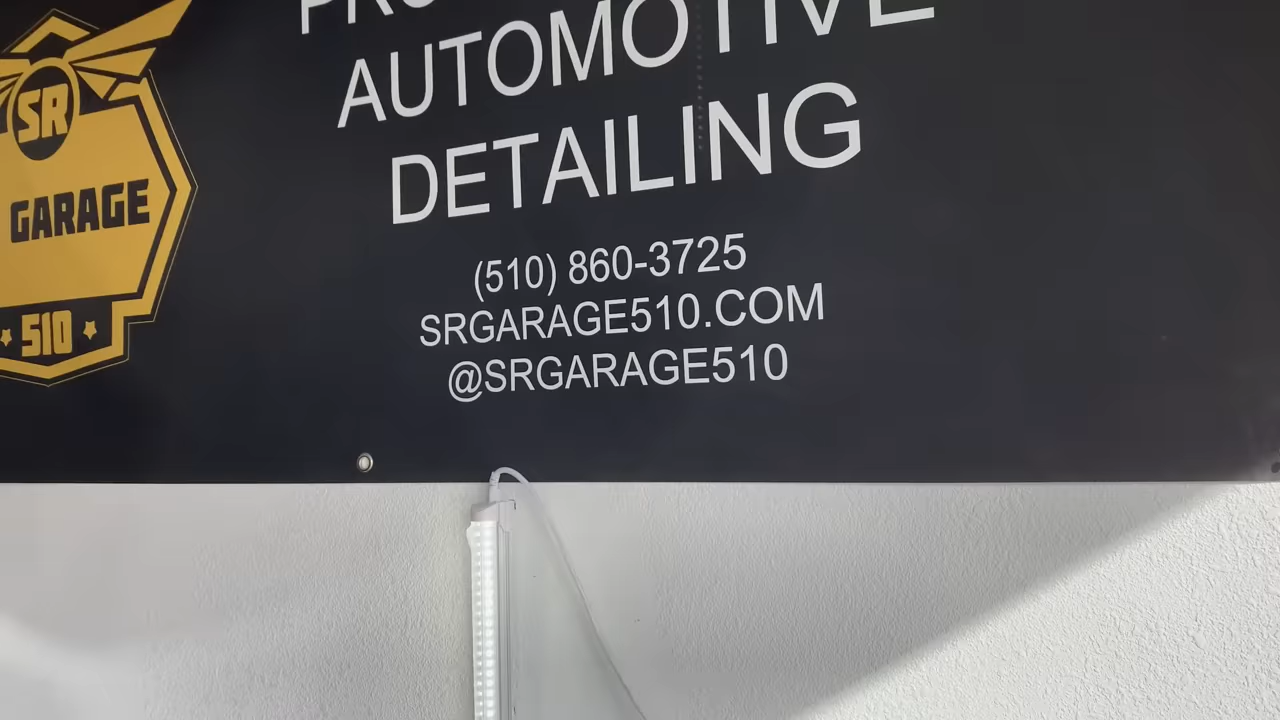 AUTOMOTIVE
DETAILING
(510) 860-3725
SRGARAGE510.COM
@SRGARAGE510
SR
GARAGE
510